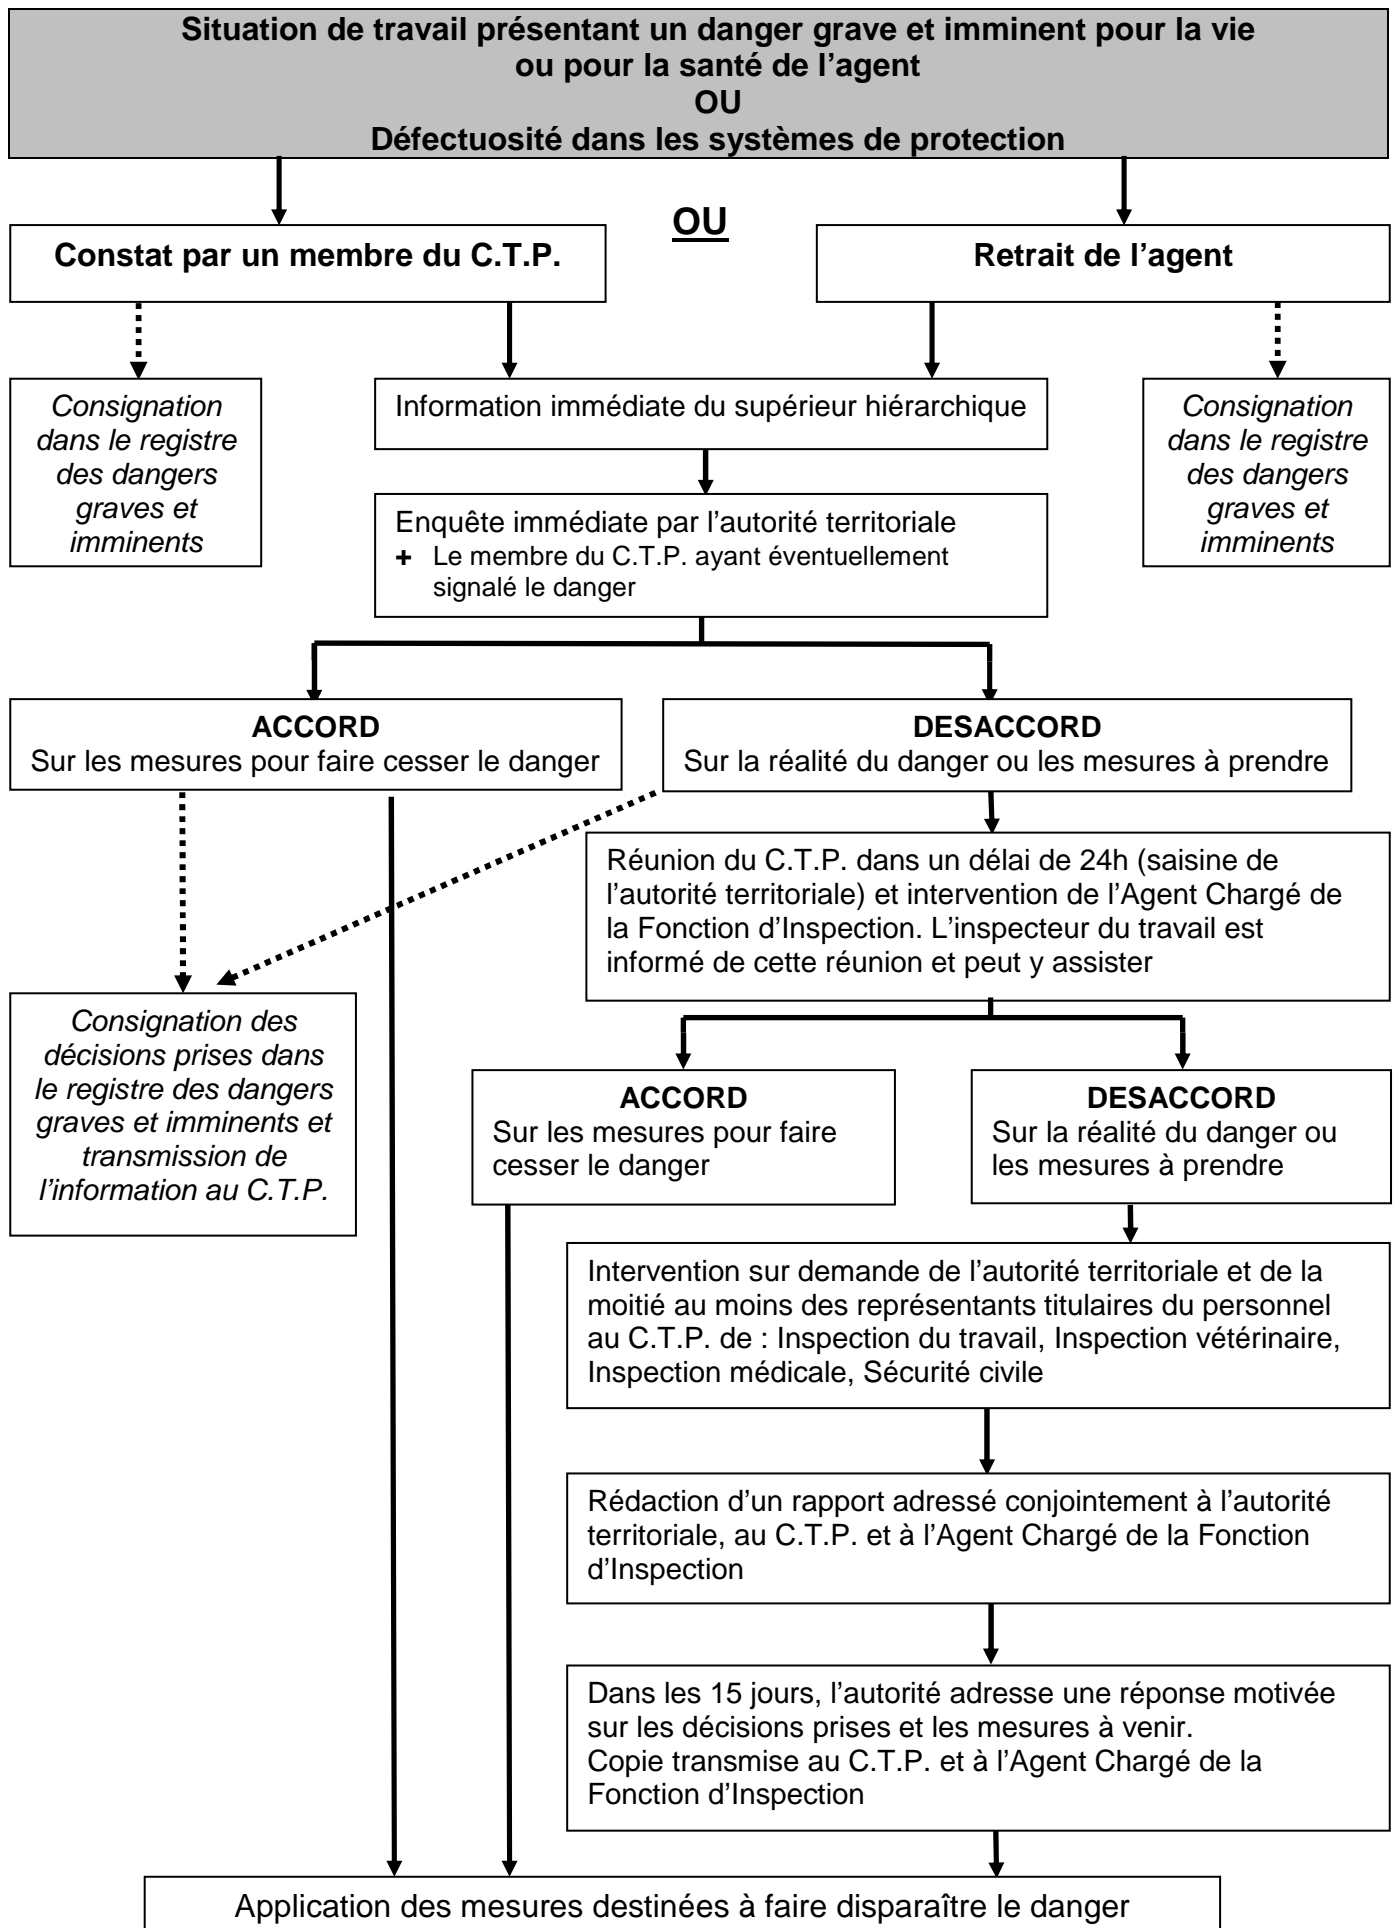 Situation de travail présentant un danger grave et imminent pour la vie
ou pour la santé de l’agent
OU
Défectuosité dans les systèmes de protection
OU
Constat par un membre du C.T.P.
Retrait de l’agent
Consignation
dans le registre
des dangers
graves et
imminents
Information immédiate du supérieur hiérarchique
Consignation
dans le registre
des dangers
graves et
imminents
Enquête immédiate par l’autorité territoriale
+ Le membre du C.T.P. ayant éventuellement
signalé le danger
ACCORD
Sur les mesures pour faire cesser le danger
DESACCORD
Sur la réalité du danger ou les mesures à prendre
Réunion du C.T.P. dans un délai de 24h (saisine de
l’autorité territoriale) et intervention de l’Agent Chargé de
la Fonction d’Inspection. L’inspecteur du travail est
informé de cette réunion et peut y assister
Consignation des
décisions prises dans
le registre des dangers
graves et imminents et
transmission de
l’information au C.T.P.
ACCORD
Sur les mesures pour faire
cesser le danger
DESACCORD
Sur la réalité du danger ou
les mesures à prendre
Intervention sur demande de l’autorité territoriale et de la
moitié au moins des représentants titulaires du personnel
au C.T.P. de : Inspection du travail, Inspection vétérinaire,
Inspection médicale, Sécurité civile
Rédaction d’un rapport adressé conjointement à l’autorité
territoriale, au C.T.P. et à l’Agent Chargé de la Fonction
d’Inspection
Dans les 15 jours, l’autorité adresse une réponse motivée
sur les décisions prises et les mesures à venir.
Copie transmise au C.T.P. et à l’Agent Chargé de la
Fonction d’Inspection
Application des mesures destinées à faire disparaître le danger